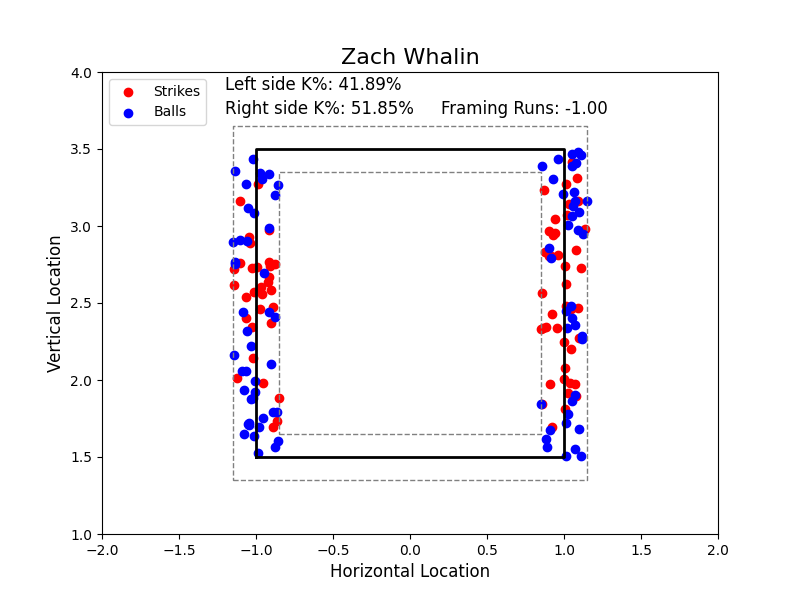 Zach Whalin
Strikes
Balls
Left side K%: 41.89%
Right side K%: 51.85%
Framing Runs: -1.00
4.0
3.5
3.0
2.5
2.0
1.5
1.0
Vertical Location
−2.0
−1.5
−1.0
−0.5
0.0
0.5
1.0
1.5
2.0
Horizontal Location